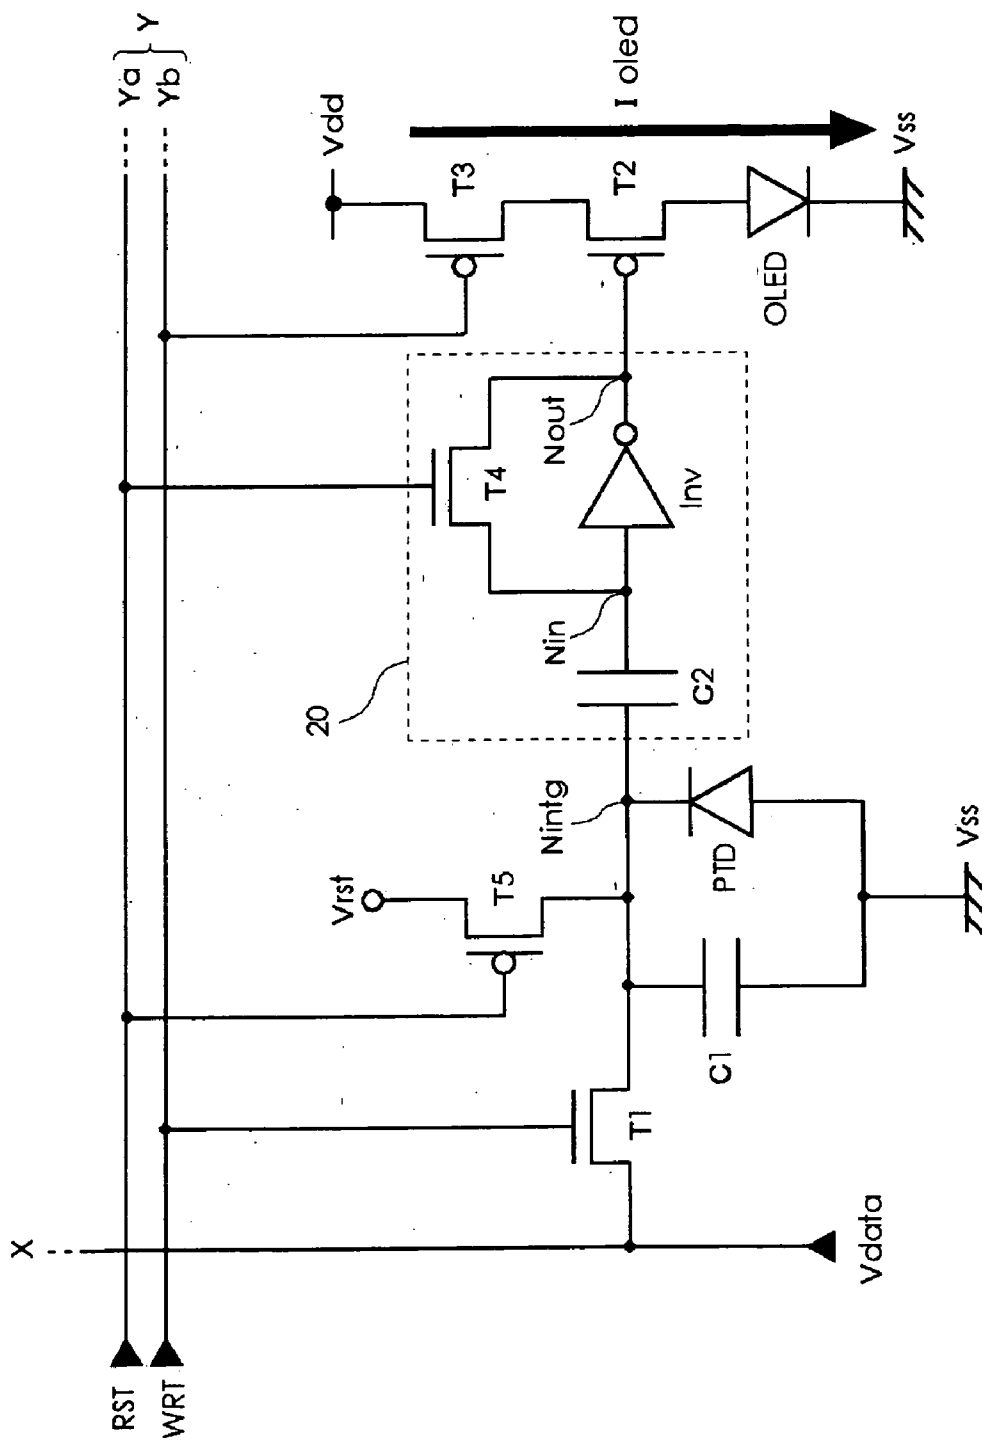 X
RST
WRT
Ya
Yb
Y
Vrst
T5
T4
Vdd
T3
T2
I oled
20
Nintg
Nin
Nout
Inv
C2
T1
C1
PTD
OLED
Vss
Vdata
Vss